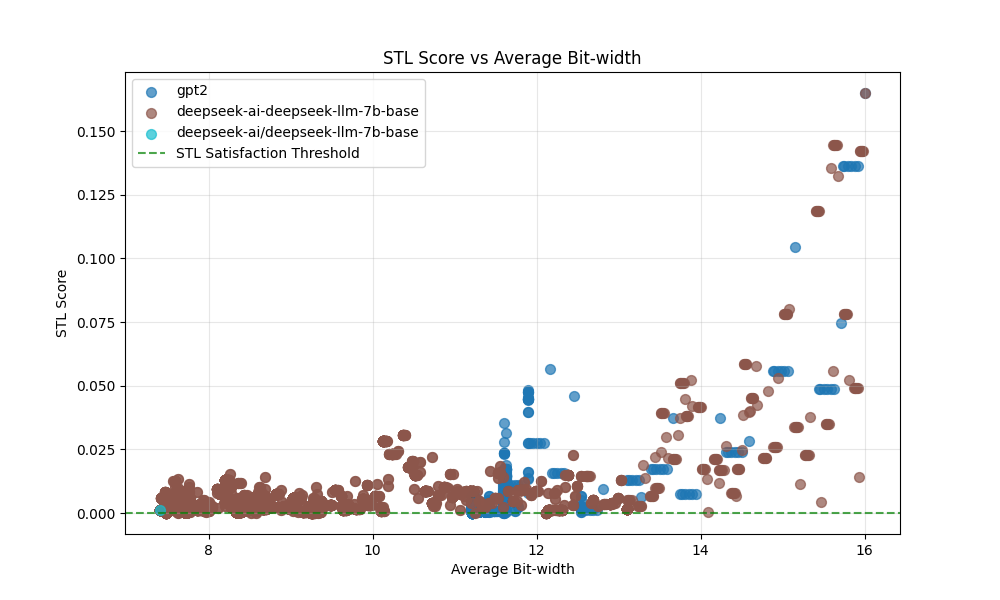 STL Score vs Average Bit-width
gpt2
deepseek-ai-deepseek-llm-7b-base
deepseek-ai/deepseek-llm-7b-base
STL Satisfaction Threshold
STL Score
0.150
0.125
0.100
0.075
0.050
0.025
0.000
8 10 12 14 16
Average Bit-width